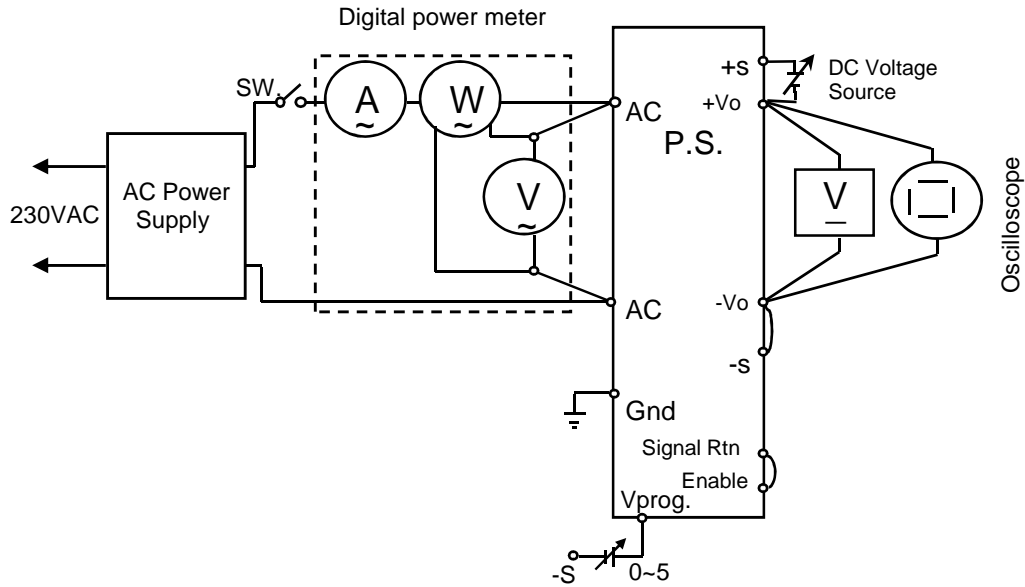 Digital power meter
SW.
A
~
W
~
V
~
AC Power
Supply
230VAC
AC
P.S.
AC
Gnd
+s
+Vo
DC Voltage
Source
V
Oscilloscope
-Vo
-s
Signal Rtn
Enable
Vprog.
-S
0~5